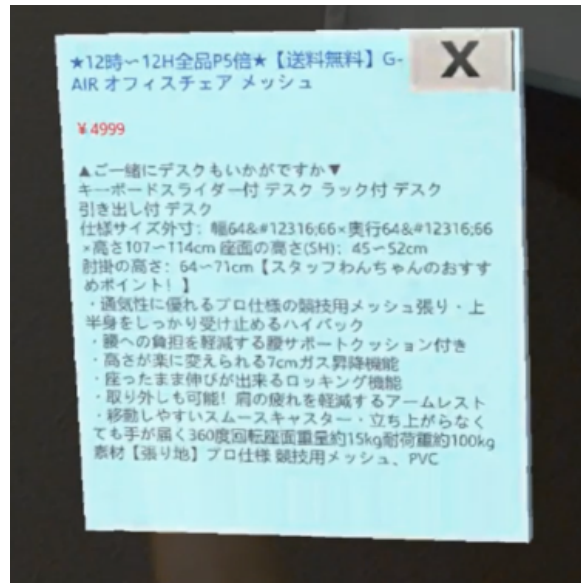 ★12時～12H全品P5倍★【送料無料】G-
AIR オフィスチェア メッシュ
X
￥4999
▲ご一緒にデスクもいかがですか▼
キーボードスライダー付 デスク ラック付 デスク
引き出し付 デスク
仕様サイズ外寸：幅64&#12316;66×奥行64&#12316;66
×高さ107～114cm 座面の高さ(SH)：45～52cm
肘掛の高さ：64～71cm【スタッフわんちゃんのおすす
めポイント！】
・通気性に優れるプロ仕様の競技用メッシュ張り・上
半身をしっかり受け止めるハイバック
・腰への負担を軽減する腰サポートクッション付き
・高さが楽に変えられる7cmガス昇降機能
・座ったまま伸びが出来るロッキング機能
・取り外しも可能！肩の疲れを軽減するアームレスト
・移動しやすいスムースキャスター・立ち上がらなく
ても手が届く360度回転座面重量約15kg耐荷重約100kg
素材【張り地】プロ仕様 競技用メッシュ、PVC